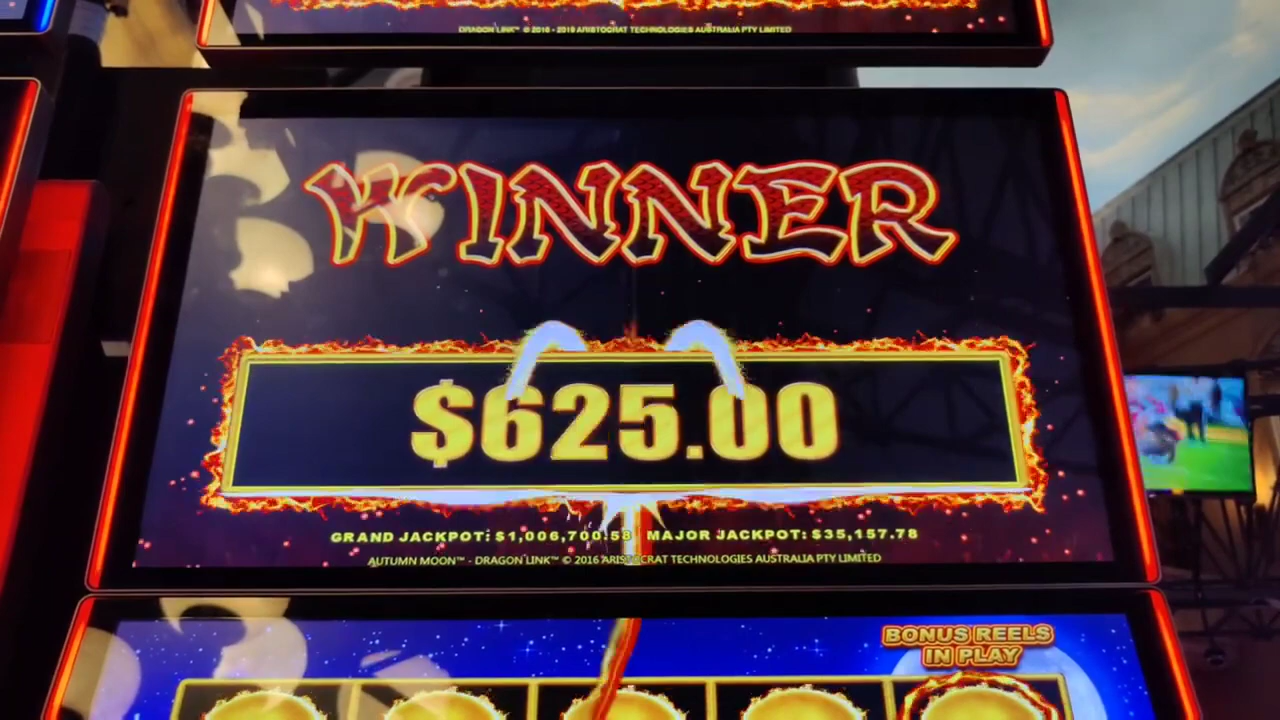 DRAGON LINK™ © 2016 - 2019 ARISTOCRAT TECHNOLOGIES AUSTRALIA PTY LIMITED
WINNER
$625.00
GRAND JACKPOT: $1,006,700.58 MAJOR JACKPOT: $35,157.78
AUTUMN MOON™ - DRAGON LINK™ © 2016 ARISTOCRAT TECHNOLOGIES AUSTRALIA PTY LIMITED
BONUS REELS
IN PLAY